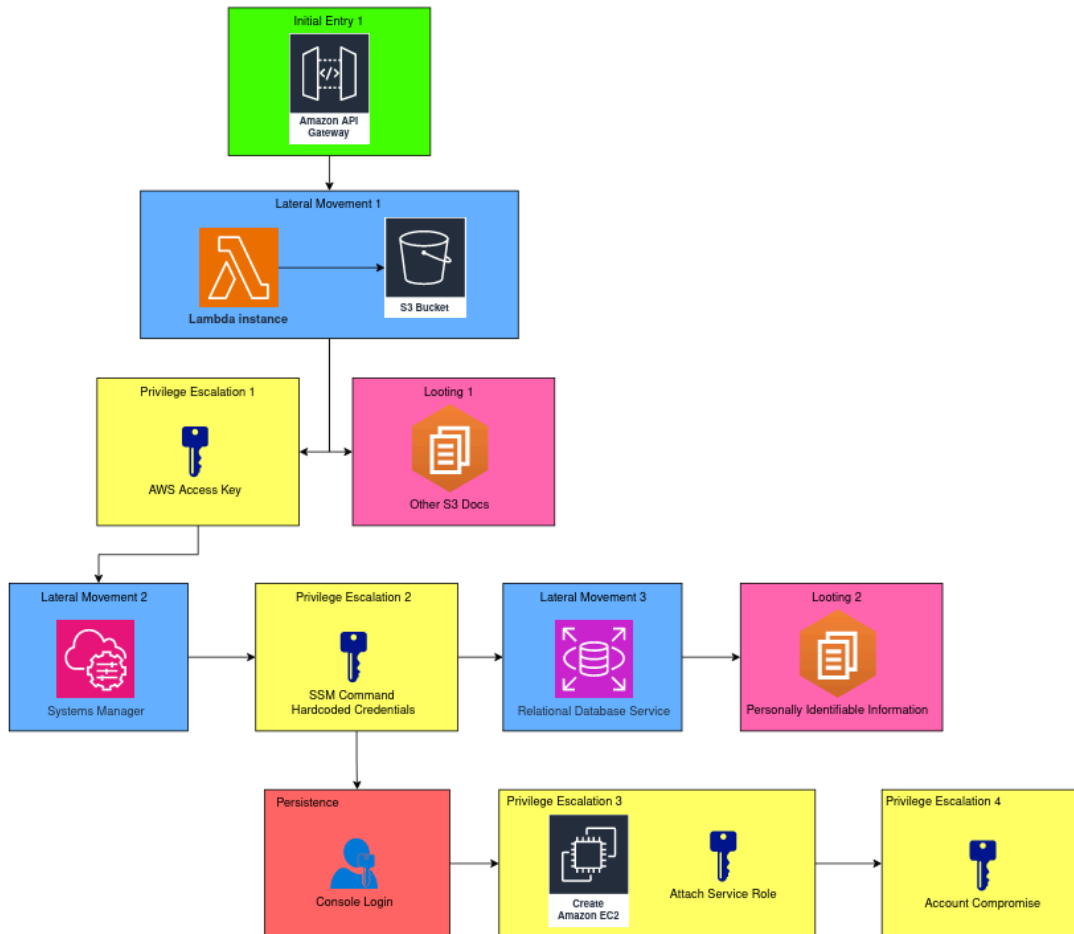 Initial Entry 1
Amazon API
Gateway
Lateral Movement 1
Lambda instance
S3 Bucket
Privilege Escalation 1
AWS Access Key
Looting 1
Other S3 Docs
Lateral Movement 2
Systems Manager
Privilege Escalation 2
SSM Command
Hardcoded Credentials
Lateral Movement 3
Relational Database Service
Looting 2
Personally Identifiable Information
Persistence
Console Login
Privilege Escalation 3
Create
Amazon EC2
Attach Service Role
Privilege Escalation 4
Account Compromise